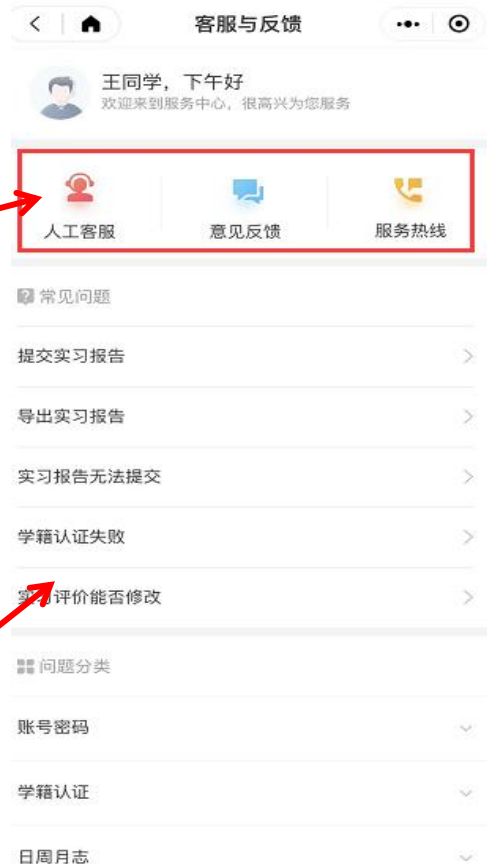 客服与反馈
王同学，下午好
欢迎来到服务中心，很高兴为您服务
人工客服 意见反馈 服务热线
常见问题
提交实习报告
导出实习报告
实习报告无法提交
学籍认证失败
实习评价能否修改
问题分类
账号密码
学籍认证
日周月志